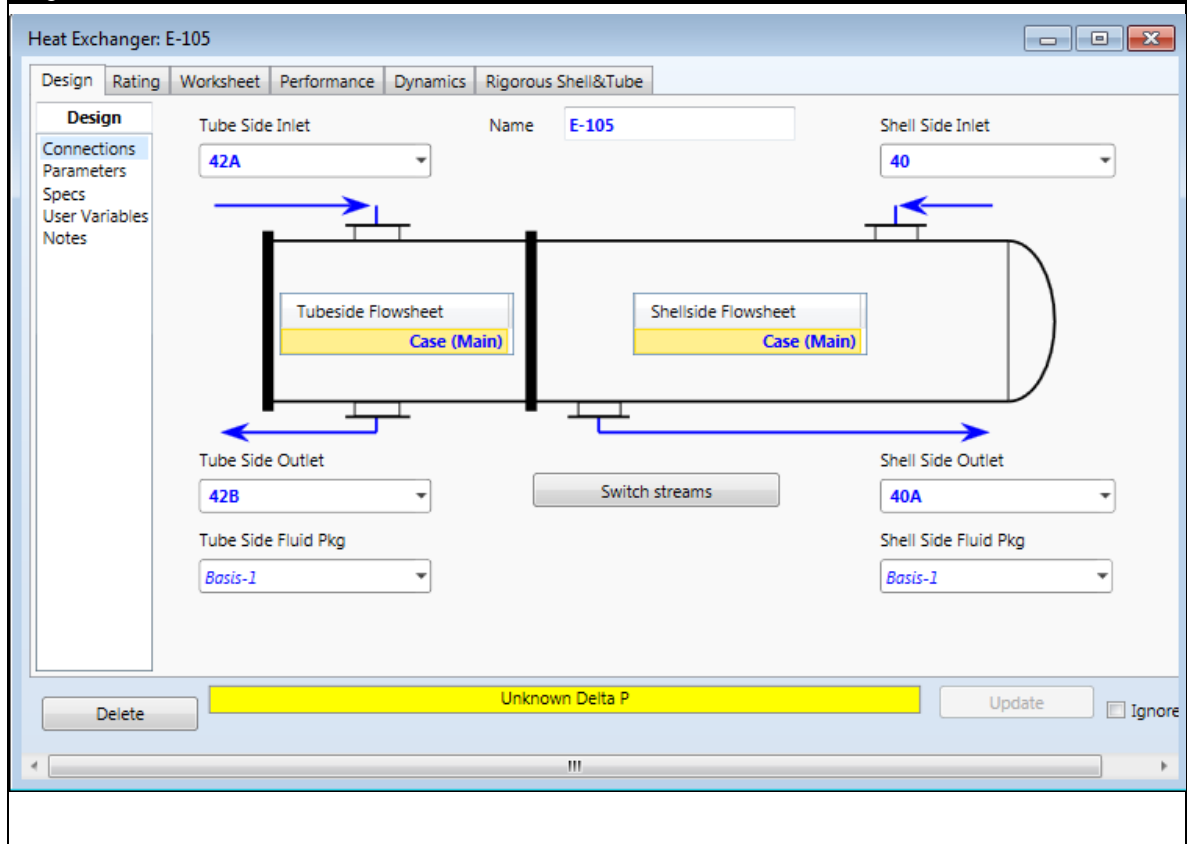 Heat Exchanger: E-105
Design Rating Worksheet Performance Dynamics Rigorous Shell&Tube
Design
Connections
Parameters
Specs
User Variables
Notes
Tube Side Inlet
42A
Name E-105
Shell Side Inlet
40
Tubeside Flowsheet
Case (Main)
Shellside Flowsheet
Case (Main)
Tube Side Outlet
42B
Switch streams
Shell Side Outlet
40A
Tube Side Fluid Pkg
Basis-1
Shell Side Fluid Pkg
Basis-1
Delete
Unknown Delta P
Update
Ignore